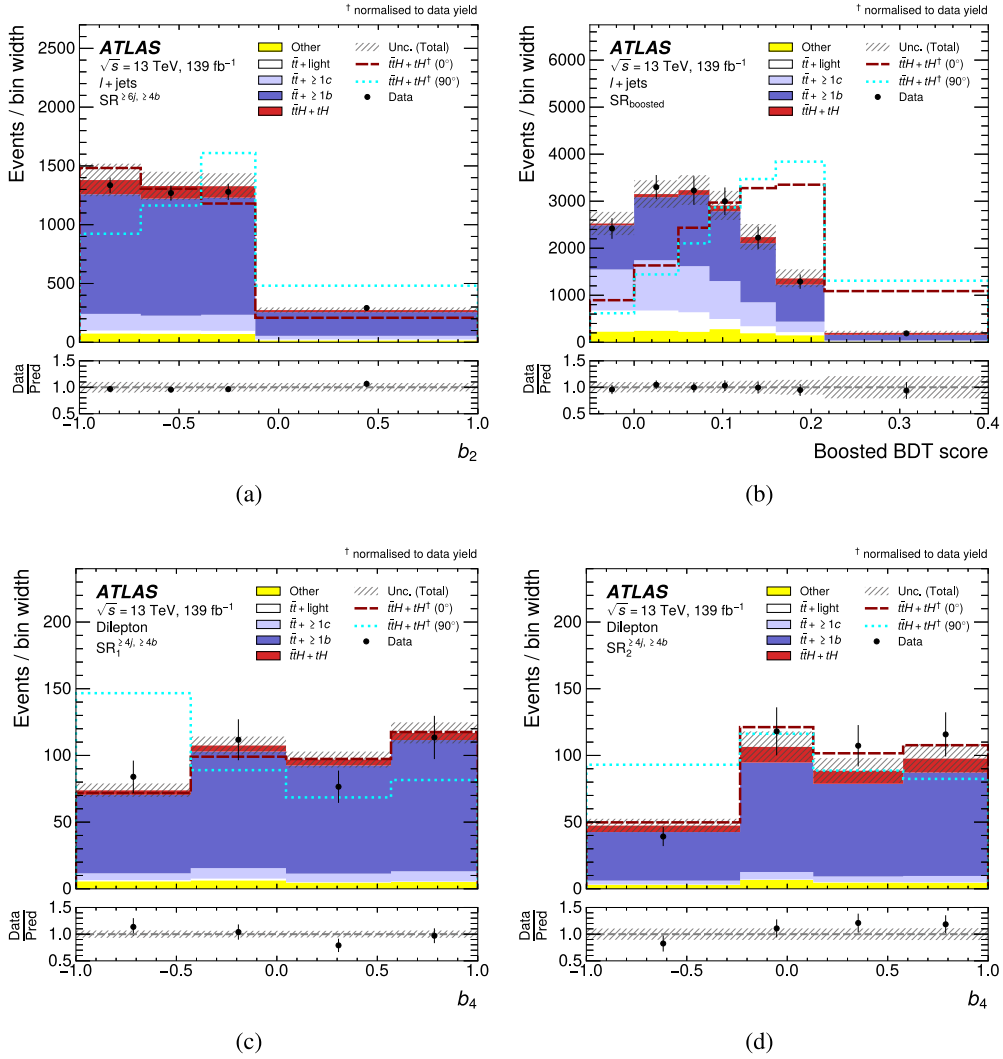 † normalised to data yield
ATLAS
√s = 13 TeV, 139 fb⁻¹
l + jets
SR ≥6j, ≥4b
Other
tt̄ + light
tt̄ + ≥1c
tt̄ + ≥1b
tt̄H + tH
Unc. (Total)
tt̄H + tH† (0°)
tt̄H + tH† (90°)
Data
Events / bin width
2500
2000
1500
1000
500
0
Data
Pred
1.5
1.0
0.5
−1.0 −0.5 0.0 0.5 1.0
b₂
(a)
† normalised to data yield
ATLAS
√s = 13 TeV, 139 fb⁻¹
l + jets
SR boosted
Other
tt̄ + light
tt̄ + ≥1c
tt̄ + ≥1b
tt̄H + tH
Unc. (Total)
tt̄H + tH† (0°)
tt̄H + tH† (90°)
Data
Events / bin width
6000
5000
4000
3000
2000
1000
0
Data
Pred
1.5
1.0
0.5
0.0 0.1 0.2 0.3 0.4
Boosted BDT score
(b)
† normalised to data yield
ATLAS
√s = 13 TeV, 139 fb⁻¹
Dilepton
SR₁ ≥4j, ≥4b
Other
tt̄ + light
tt̄ + ≥1c
tt̄ + ≥1b
tt̄H + tH
Unc. (Total)
tt̄H + tH† (0°)
tt̄H + tH† (90°)
Data
Events / bin width
200
150
100
50
0
Data
Pred
1.5
1.0
0.5
−1.0 −0.5 0.0 0.5 1.0
b₄
(c)
† normalised to data yield
ATLAS
√s = 13 TeV, 139 fb⁻¹
Dilepton
SR₂ ≥4j, ≥4b
Other
tt̄ + light
tt̄ + ≥1c
tt̄ + ≥1b
tt̄H + tH
Unc. (Total)
tt̄H + tH† (0°)
tt̄H + tH† (90°)
Data
Events / bin width
200
150
100
50
0
Data
Pred
1.5
1.0
0.5
−1.0 −0.5 0.0 0.5 1.0
b₄
(d)